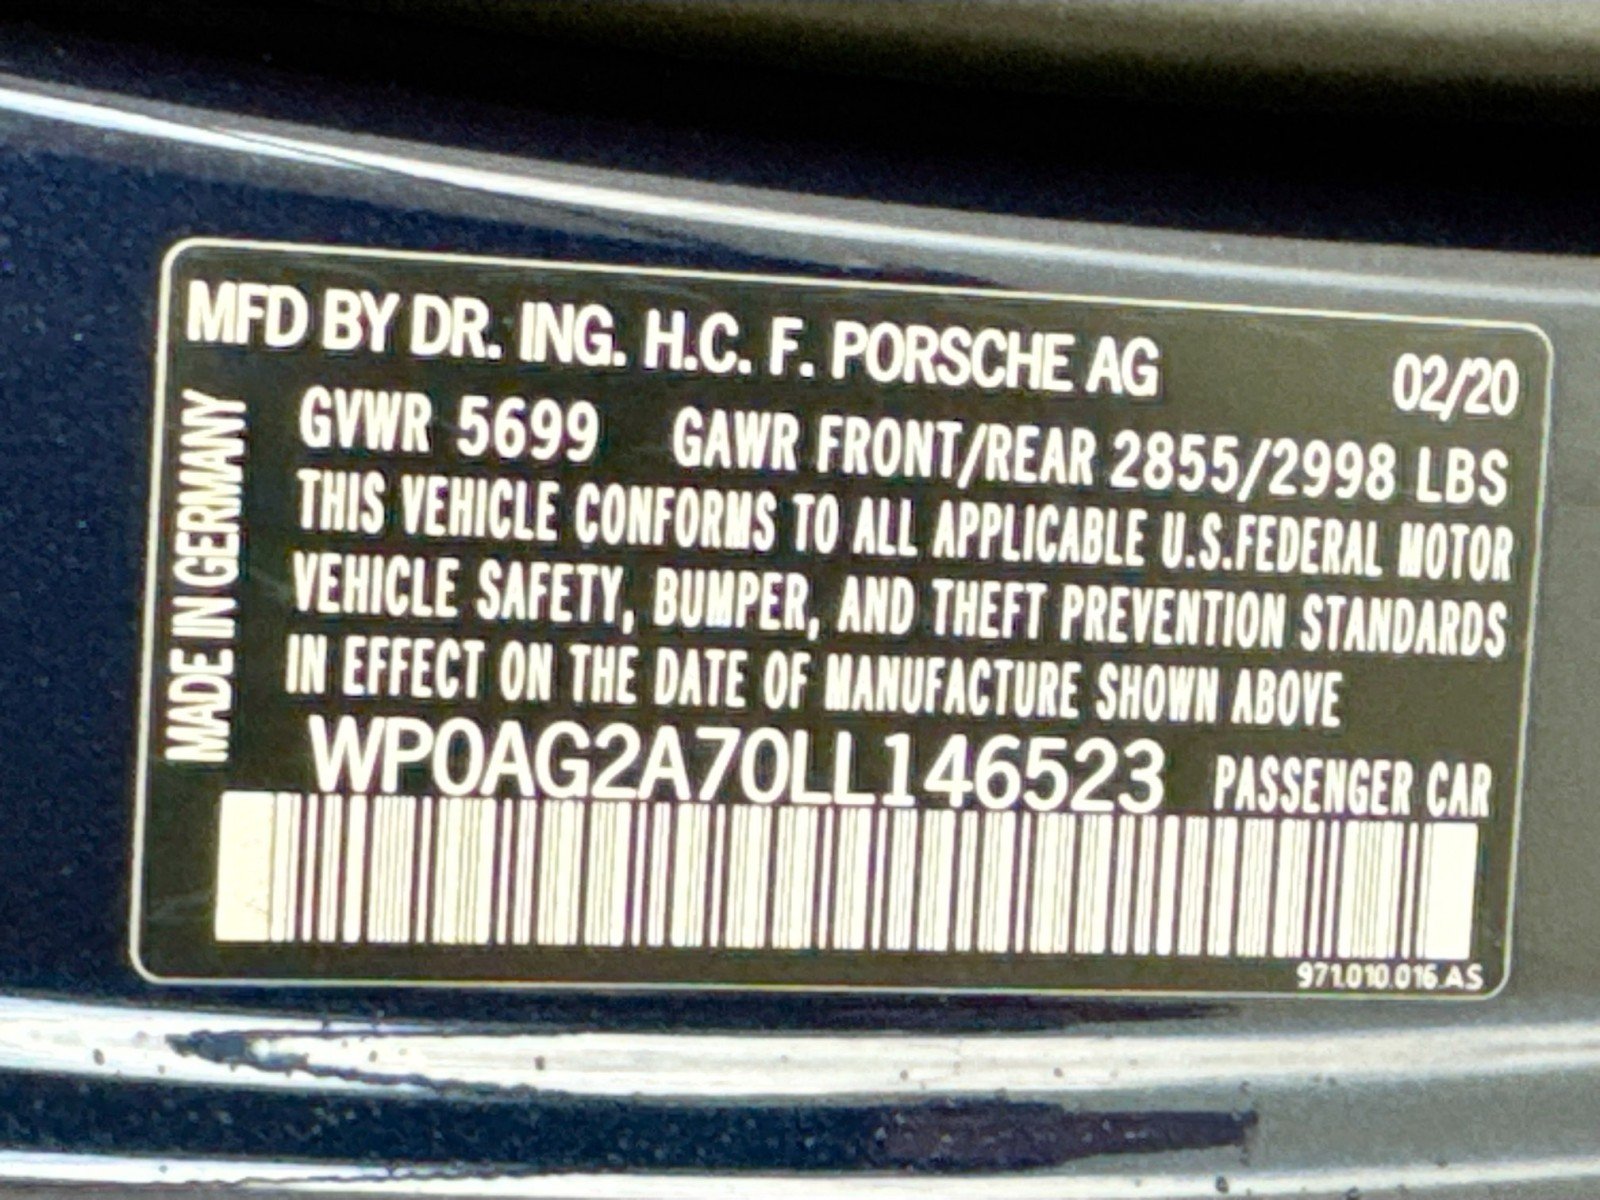 MFD BY DR. ING. H.C. F. PORSCHE AG 02/20
GVWR 5699 GAWR FRONT/REAR 2855/2998 LBS
THIS VEHICLE CONFORMS TO ALL APPLICABLE U.S.FEDERAL MOTOR
VEHICLE SAFETY, BUMPER, AND THEFT PREVENTION STANDARDS
IN EFFECT ON THE DATE OF MANUFACTURE SHOWN ABOVE
WP0AG2A70LL146523 PASSENGER CAR
971.010.016.AS
MADE IN GERMANY